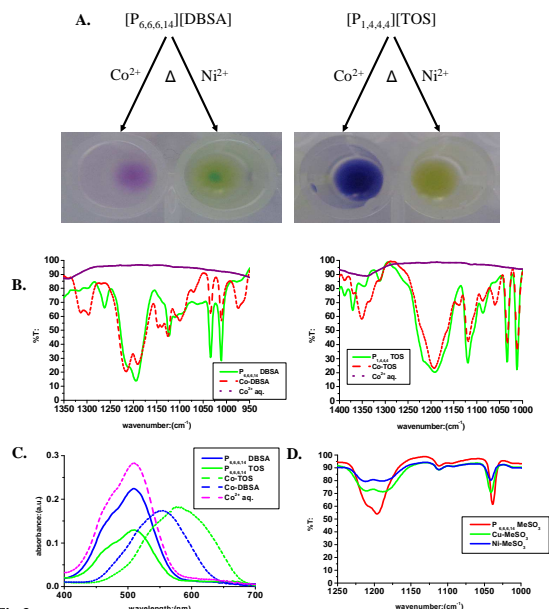 A.
[P6,6,6,14][DBSA] [P1,4,4,4][TOS]
Co2+ Δ Ni2+ Co2+ Δ Ni2+
B.
100
90
80
70
60
50
40
30
20
10
0
%T:
P6,6,6,14 DBSA
Co-DBSA
Co2+ aq.
1350 1300 1250 1200 1150 1100 1050 1000 950
wavenumber:(cm-1)
100
90
80
70
60
50
40
30
20
10
0
%T:
P1,4,4,4 TOS
Co-TOS
Co2+ aq.
1400 1350 1300 1250 1200 1150 1100 1050 1000
wavenumber:(cm-1)
C.
0.3
0.2
0.1
0.0
absorbance:(a.u.)
P6,6,6,14 DBSA
P6,6,6,14 TOS
Co-TOS
Co-DBSA
Co2+ aq.
400 500 600 700
D.
100
90
80
70
60
50
40
30
20
10
0
%T:
P6,6,6,14 MeSO3
Cu-MeSO3
Ni-MeSO3
1250 1200 1150 1100 1050 1000
wavenumber:(cm-1)